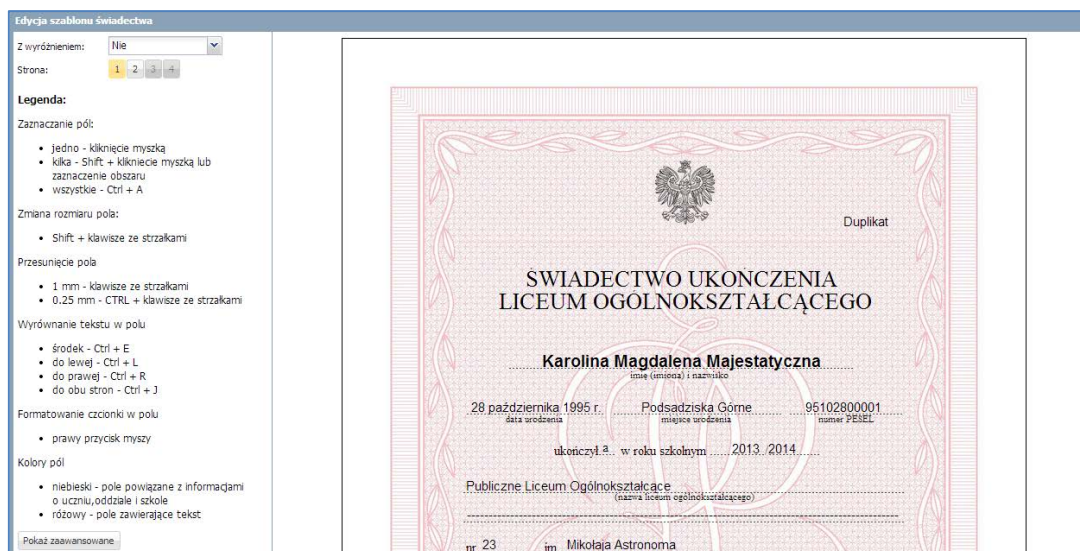 Edycja szablonu świadectwa
Z wyróżnieniem: Nie
Strona: 1 2 3 4
Legenda:
Zaznaczanie pól:
• jedno - kliknięcie myszką
• kilka - Shift + klikniecie myszką lub
zaznaczenie obszaru
• wszystkie - Ctrl + A
Zmiana rozmiaru pola:
• Shift + klawisze ze strzałkami
Przesunięcie pola
• 1 mm - klawisze ze strzałkami
• 0.25 mm - CTRL + klawisze ze strzałkami
Wyrównanie tekstu w polu
• środek - Ctrl + E
• do lewej - Ctrl + L
• do prawej - Ctrl + R
• do obu stron - Ctrl + J
Formatowanie czcionki w polu
• prawy przycisk myszy
Kolory pól
• niebieski - pole powiązane z informacjami
o uczniu,oddziale i szkole
• różowy - pole zawierające tekst
Pokaż zaawansowane
Duplikat
ŚWIADECTWO UKOŃCZENIA
LICEUM OGÓLNOKSZTAŁCĄCEGO
Karolina Magdalena Majestatyczna
imię (imiona) i nazwisko
28 października 1995 r. Podsadziska Górne 95102800001
data urodzenia miejsce urodzenia numer PESEL
ukończył a w roku szkolnym 2013 /2014
Publiczne Liceum Ogólnokształcące
(nazwa liceum ogólnokształcącego)
nr 23 im. Mikołaja Astronoma